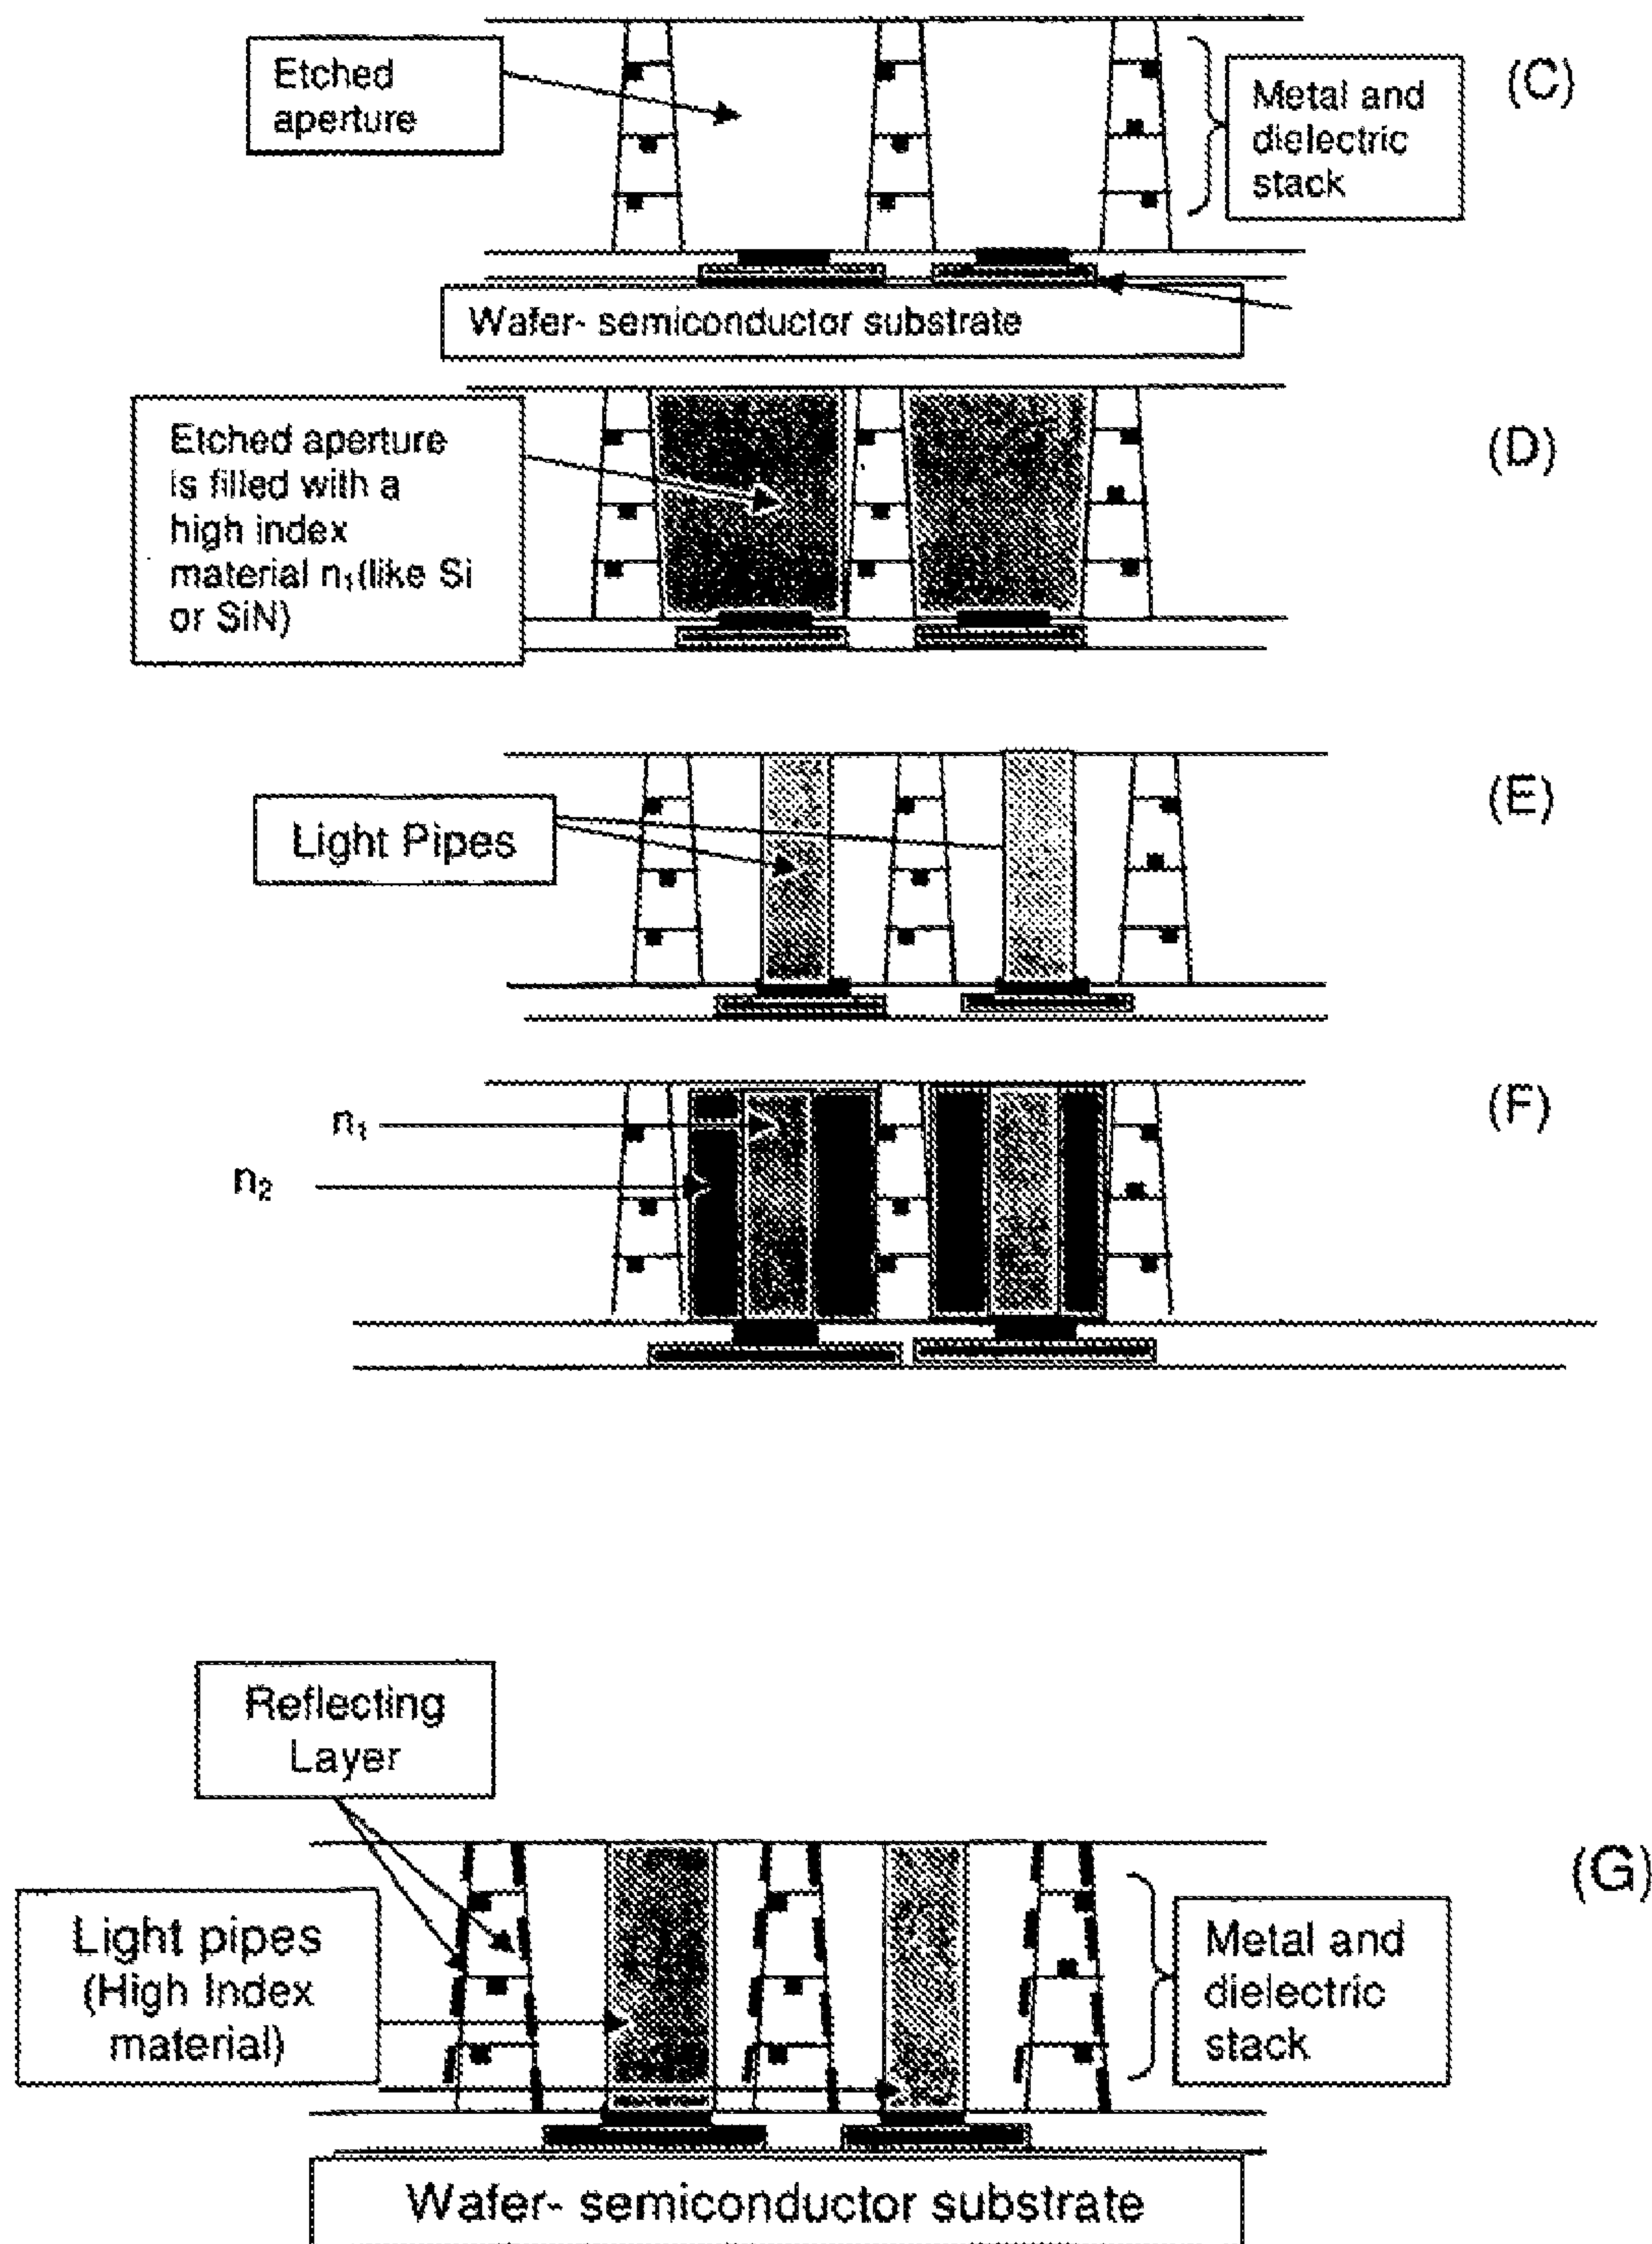 Etched
aperture
(C)
Metal and
dielectric
stack
Wafer- semiconductor substrate
Etched aperture
is filled with a
high index
material n₁(like Si
or SiN)
(D)
Light Pipes
(E)
(F)
n₁
n₂
Reflecting
Layer
(G)
Light pipes
(High Index
material)
Metal and
dielectric
stack
Wafer- semiconductor substrate